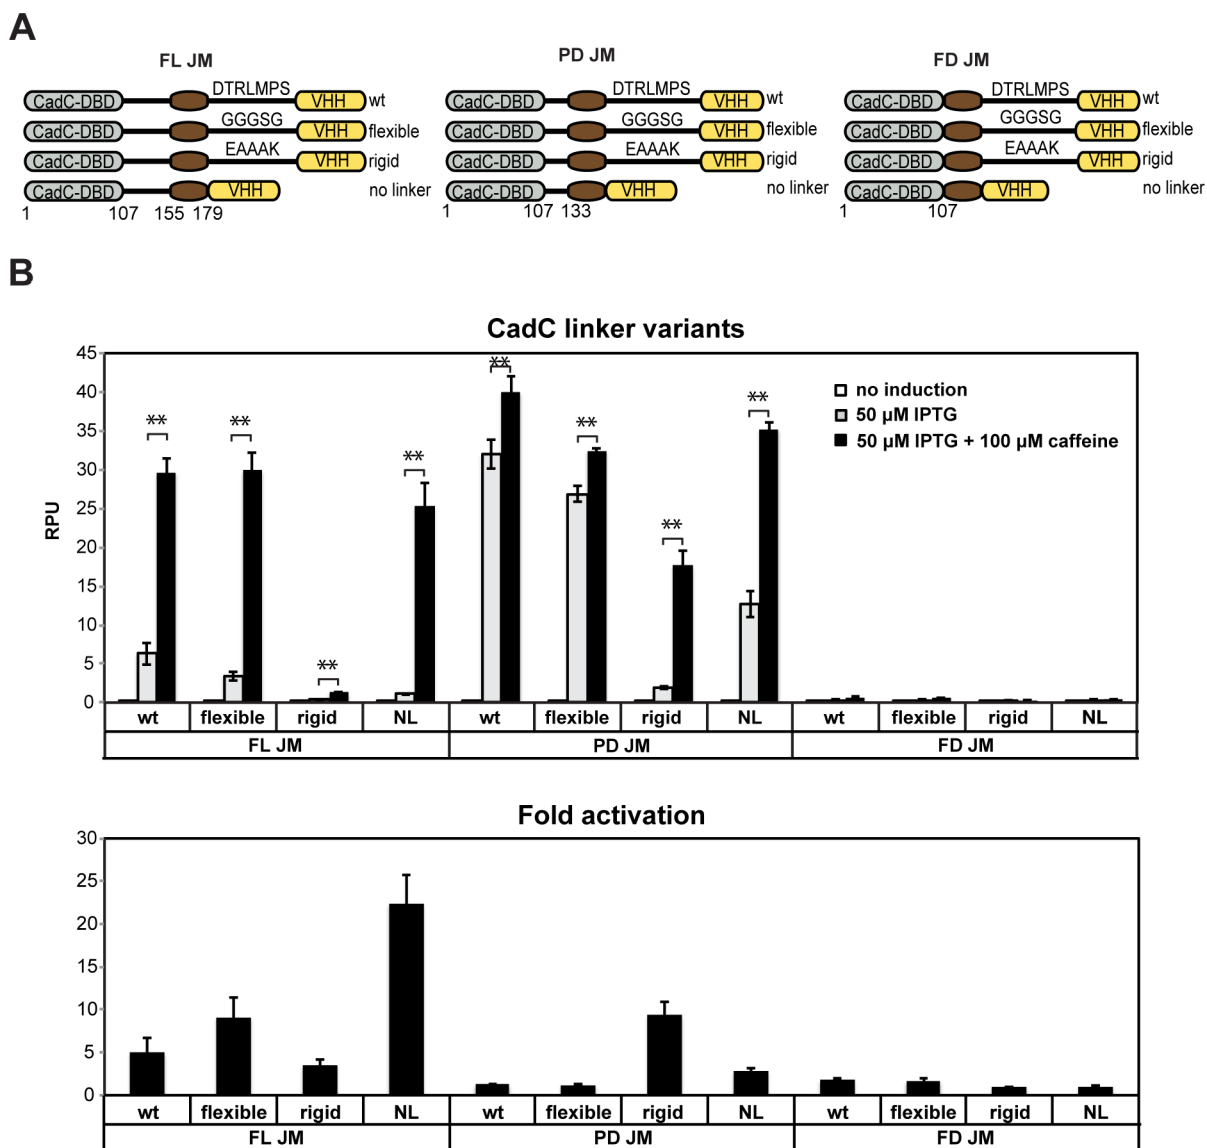 A
FL JM
CadC-DBD DTRLMPS VHH wt
CadC-DBD GGGSG VHH flexible
CadC-DBD EAAAK VHH rigid
CadC-DBD VHH no linker
1 107 155 179
PD JM
CadC-DBD DTRLMPS VHH wt
CadC-DBD GGGSG VHH flexible
CadC-DBD EAAAK VHH rigid
CadC-DBD VHH no linker
1 107 133
FD JM
CadC-DBD DTRLMPS VHH wt
CadC-DBD GGGSG VHH flexible
CadC-DBD EAAAK VHH rigid
CadC-DBD VHH no linker
1 107
B
CadC linker variants
RPU
45
40
35
30
25
20
15
10
5
0
** ** ** ** ** ** ** **
no induction
50 µM IPTG
50 µM IPTG + 100 µM caffeine
wt flexible rigid NL wt flexible rigid NL wt flexible rigid NL
FL JM PD JM FD JM
Fold activation
30
25
20
15
10
5
0
wt flexible rigid NL wt flexible rigid NL wt flexible rigid NL
FL JM PD JM FD JM